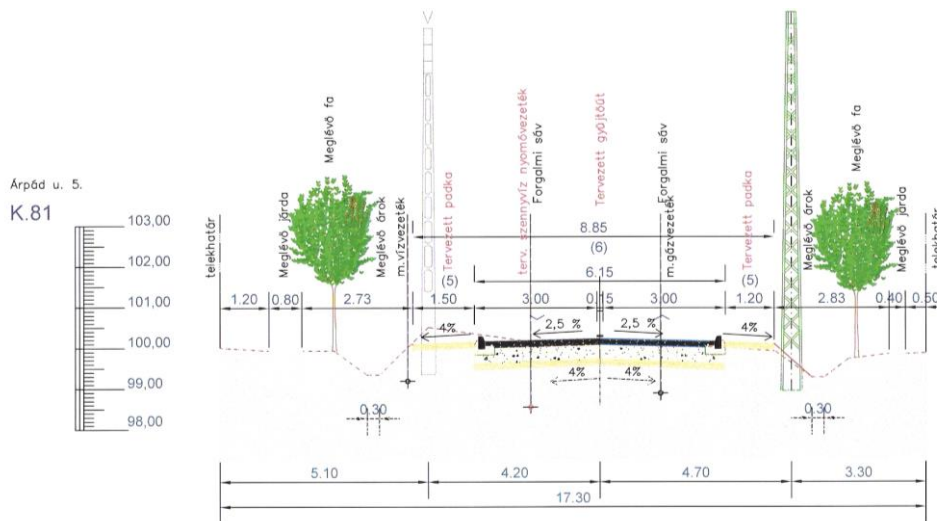 Árpád u. 5.
K.81
103,00
102,00
101,00
100,00
99,00
98,00
telekhatár
Meglévő járda
Meglévő fa
Meglévő árok
m.vízvezeték
(5) Tervezett padka
terv. szennyvíz nyomóvezeték
Forgalmi sáv
Tervezett gyűjtőút
Forgalmi sáv
m.gázvezeték
Tervezett padka
(5)
Meglévő árok
Meglévő fa
Meglévő járda
telekhatár
8.85
(6)
6.15
1.20 0.80 2.73 1.50 3.00 0.15 3.00 1.20 2.83 0.40 0.50
4% 2,5 % 2,5 % 4%
4% 4%
0.30 0.30
5.10 4.20 4.70 3.30
17.30